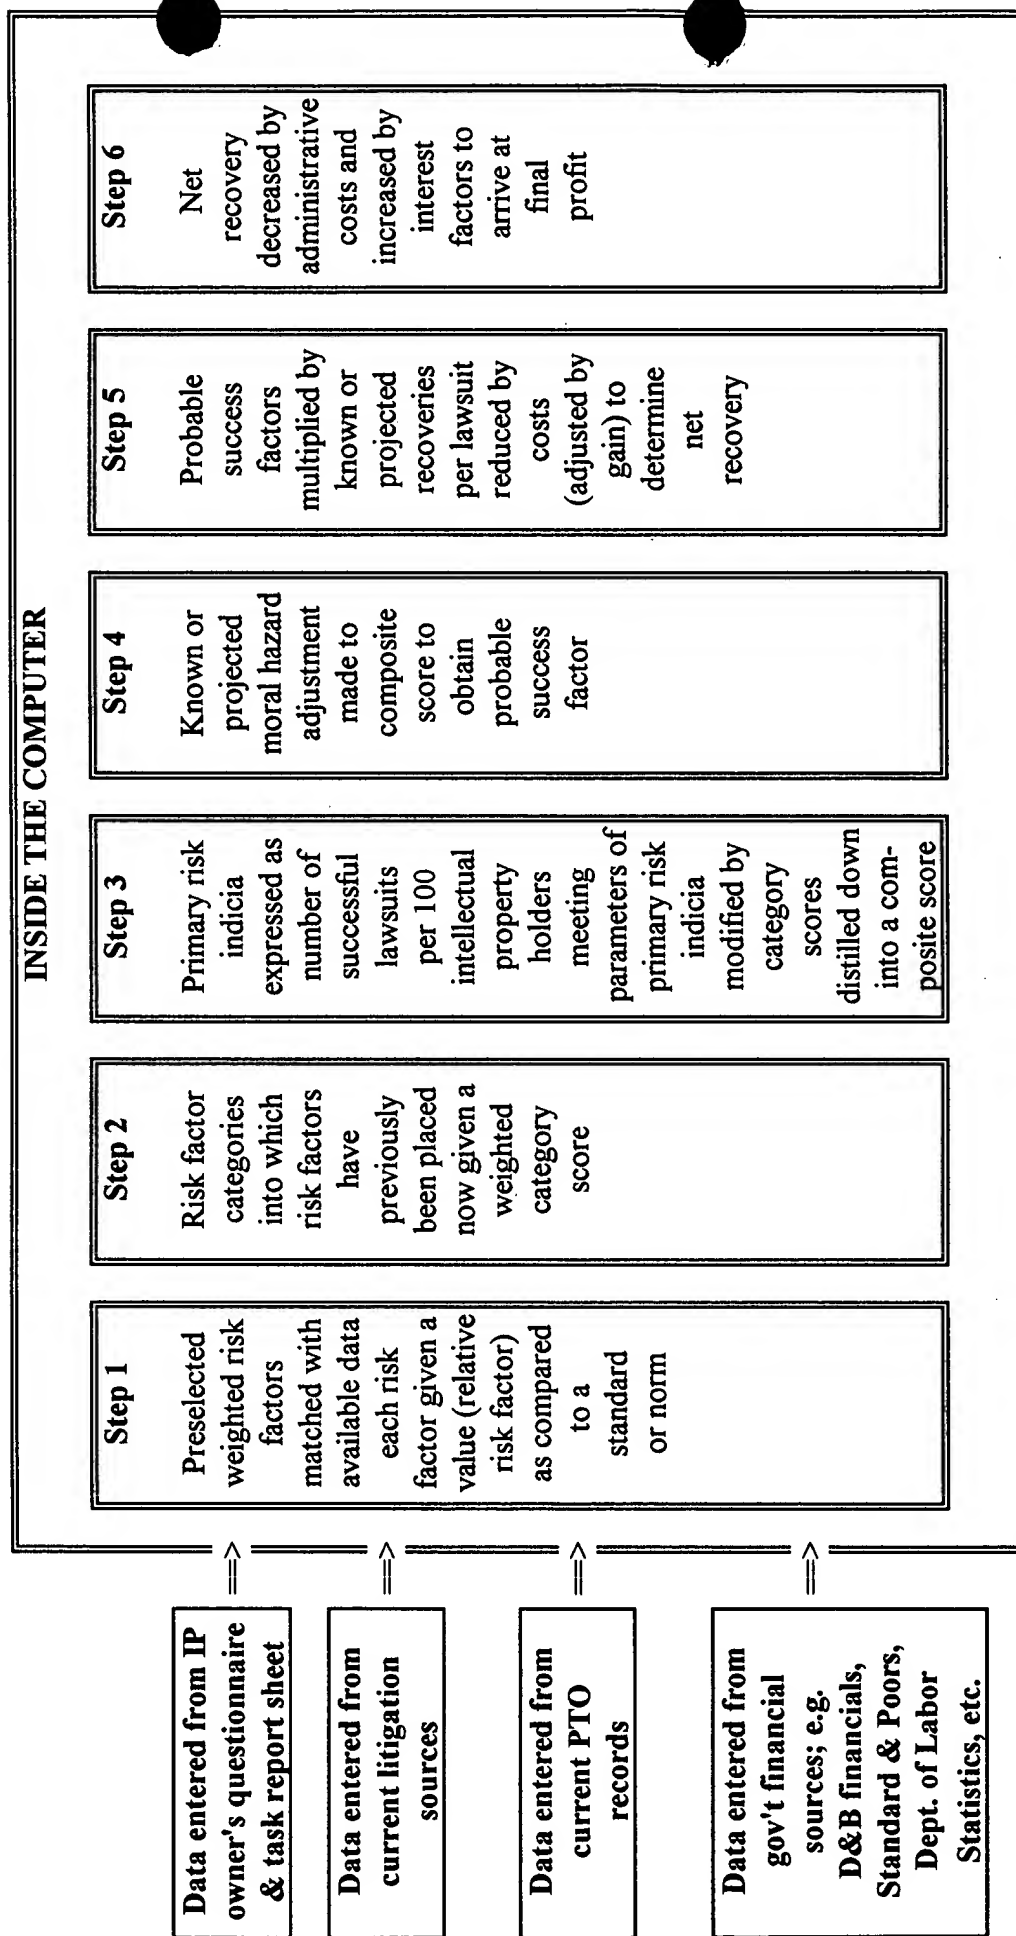 INSIDE THE COMPUTER
Data entered from IP
owner's questionnaire
& task report sheet
==>
Data entered from
current litigation
sources
==>
Data entered from
current PTO
records
==>
Data entered from
gov't financial
sources; e.g.
D&B financials,
Standard & Poors,
Dept. of Labor
Statistics, etc.
==>
Step 1
Preselected
weighted risk
factors
matched with
available data
each risk
factor given a
value (relative
risk factor)
as compared
to a
standard
or norm
Step 2
Risk factor
categories
into which
risk factors
have
previously
been placed
now given a
weighted
category
score
Step 3
Primary risk
indicia
expressed as
number of
successful
lawsuits
per 100
intellectual
property
holders
meeting
parameters of
primary risk
indicia
modified by
category
scores
distilled down
into a com-
posite score
Step 4
Known or
projected
moral hazard
adjustment
made to
composite
score to
obtain
probable
success
factor
Step 5
Probable
success
factors
multiplied by
known or
projected
recoveries
per lawsuit
reduced by
costs
(adjusted by
gain) to
determine
net
recovery
Step 6
Net
recovery
decreased by
administrative
costs and
increased by
interest
factors to
arrive at
final
profit